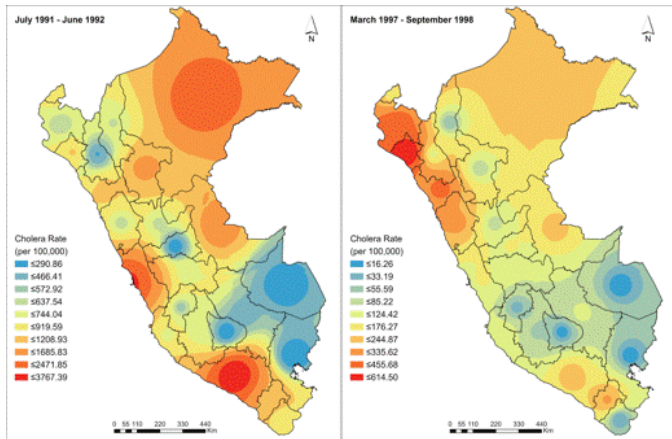 July 1991 - June 1992
N
Cholera Rate
(per 100,000)
≤290.86
≤466.41
≤572.92
≤637.54
≤744.04
≤919.59
≤1208.93
≤1685.83
≤2471.85
≤3767.39
0 55 110 220 330 440
Km
March 1997 - September 1998
N
Cholera Rate
(per 100,000)
≤16.26
≤33.19
≤55.59
≤85.22
≤124.42
≤176.27
≤244.87
≤335.62
≤455.68
≤614.50
0 55 110 220 330 440
Km